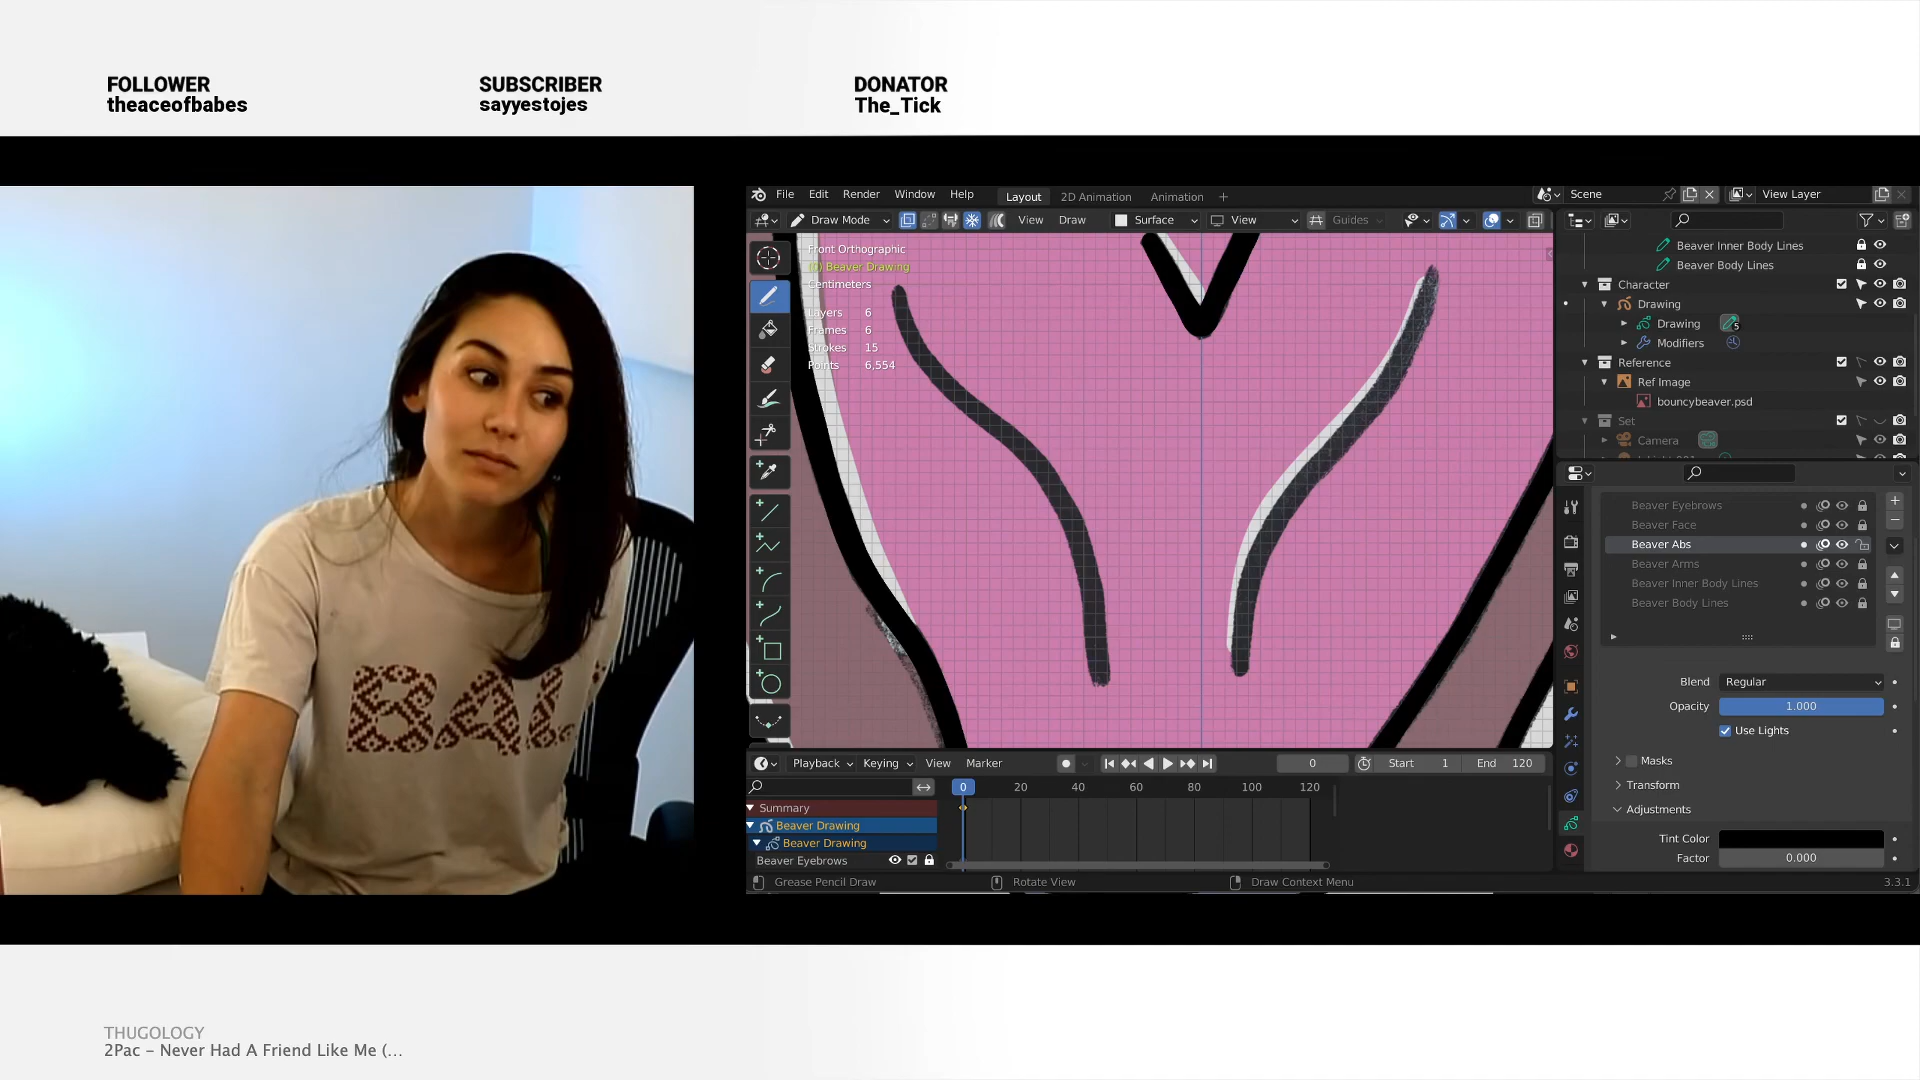 FOLLOWER
theaceofbabes
SUBSCRIBER
sayyestojes
DONATOR
The_Tick
BAL
File Edit Render Window Help
Layout 2D Animation Animation +
Scene
View Layer
Draw Mode
View Draw
Surface
View
Guides
Front Orthographic
(0) Beaver Drawing
Centimeters
Layers 6
Frames 6
Strokes 15
Points 6,554
Beaver Inner Body Lines
Beaver Body Lines
Character
Drawing
Drawing 5
Modifiers
Reference
Ref Image
bouncybeaver.psd
Set
Camera
Beaver Eyebrows
Beaver Face
Beaver Abs
Beaver Arms
Beaver Inner Body Lines
Beaver Body Lines
Blend Regular
Opacity 1.000
Use Lights
Masks
Transform
Adjustments
Tint Color
Factor 0.000
Playback Keying View Marker
0
Start 1 End 120
0 20 40 60 80 100 120
Summary
Beaver Drawing
Beaver Drawing
Beaver Eyebrows
Grease Pencil Draw
Rotate View
Draw Context Menu
3.3.1
THUGOLOGY
2Pac - Never Had A Friend Like Me (...